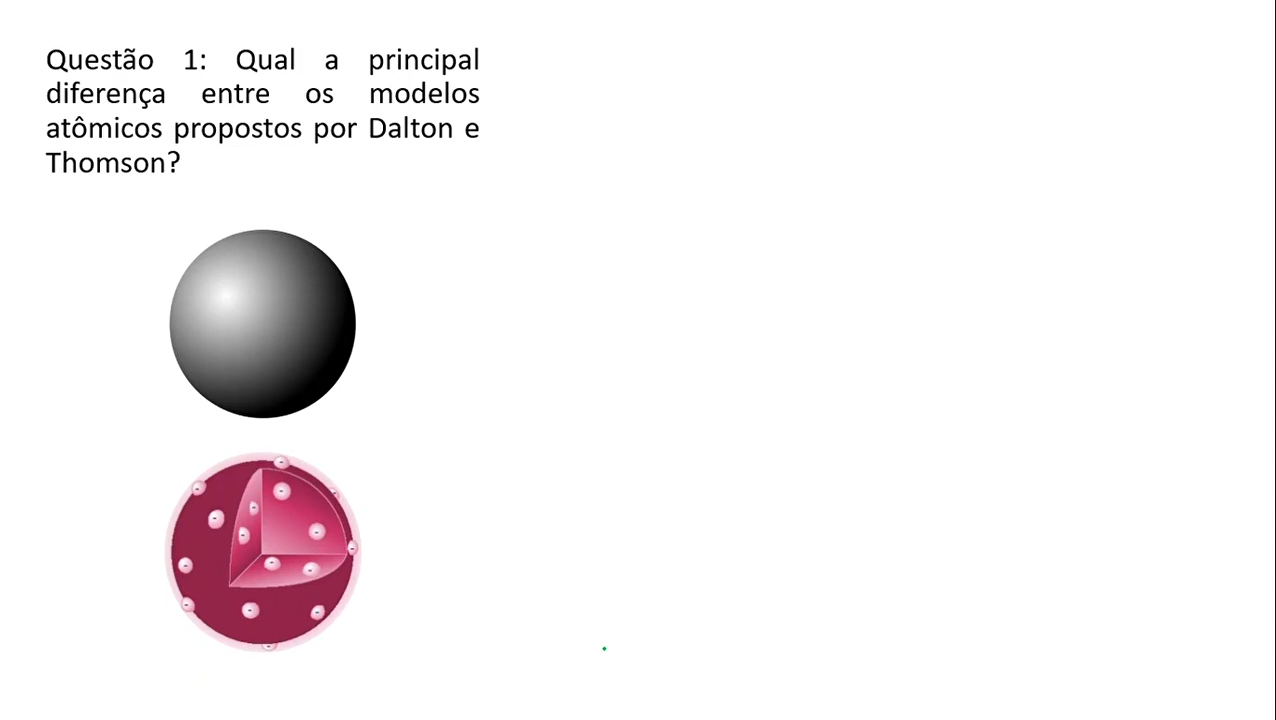 Questão 1: Qual a principal
diferença entre os modelos
atômicos propostos por Dalton e
Thomson?